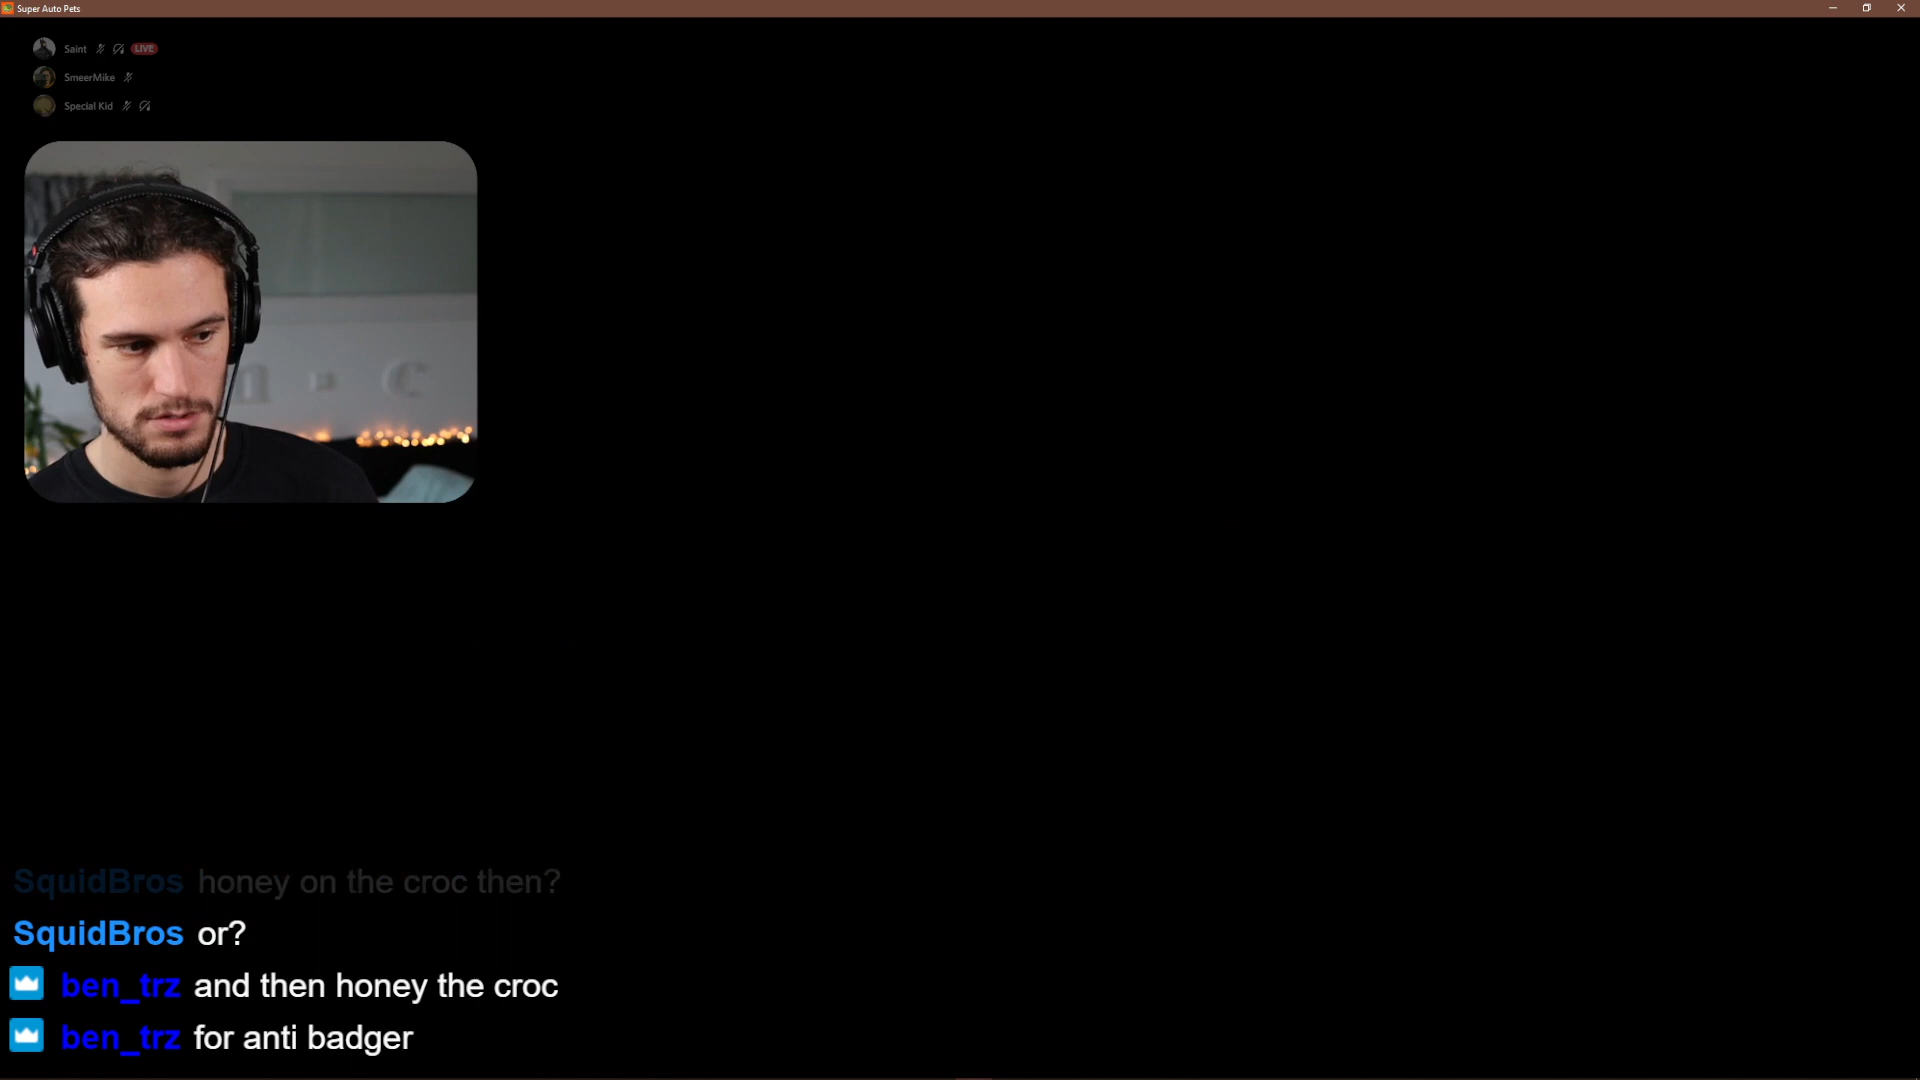 Super Auto Pets
Saint LIVE
SmeerMike
Special Kid
n - c
SquidBros honey on the croc then?
SquidBros or?
ben_trz and then honey the croc
ben_trz for anti badger